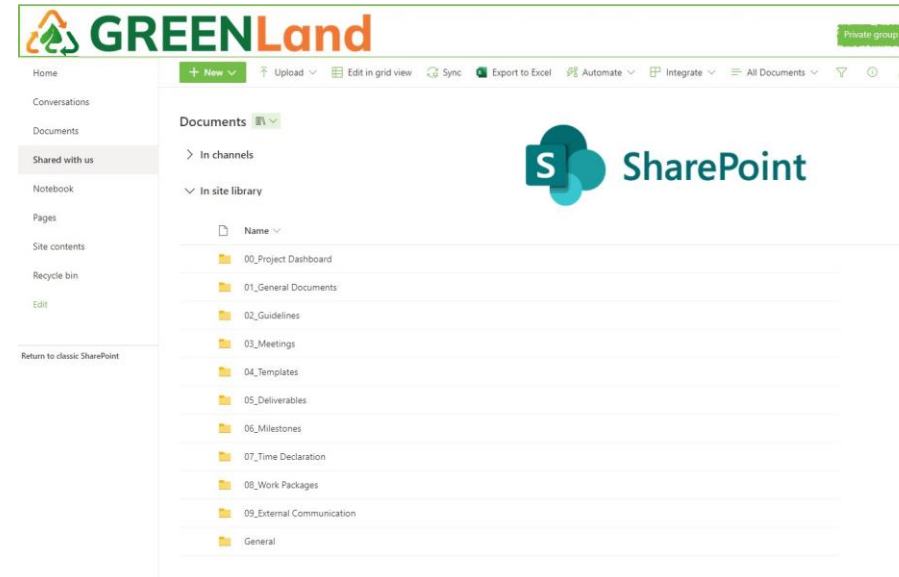 GREENLand
Private group
Home
Conversations
Documents
Shared with us
Notebook
Pages
Site contents
Recycle bin
Edit
Return to classic SharePoint
New
Upload
Edit in grid view
Sync
Export to Excel
Automate
Integrate
All Documents
Documents
In channels
In site library
S SharePoint
Name
00_Project Dashboard
01_General Documents
02_Guidelines
03_Meetings
04_Templates
05_Deliverables
06_Milestones
07_Time Declaration
08_Work Packages
09_External Communication
General